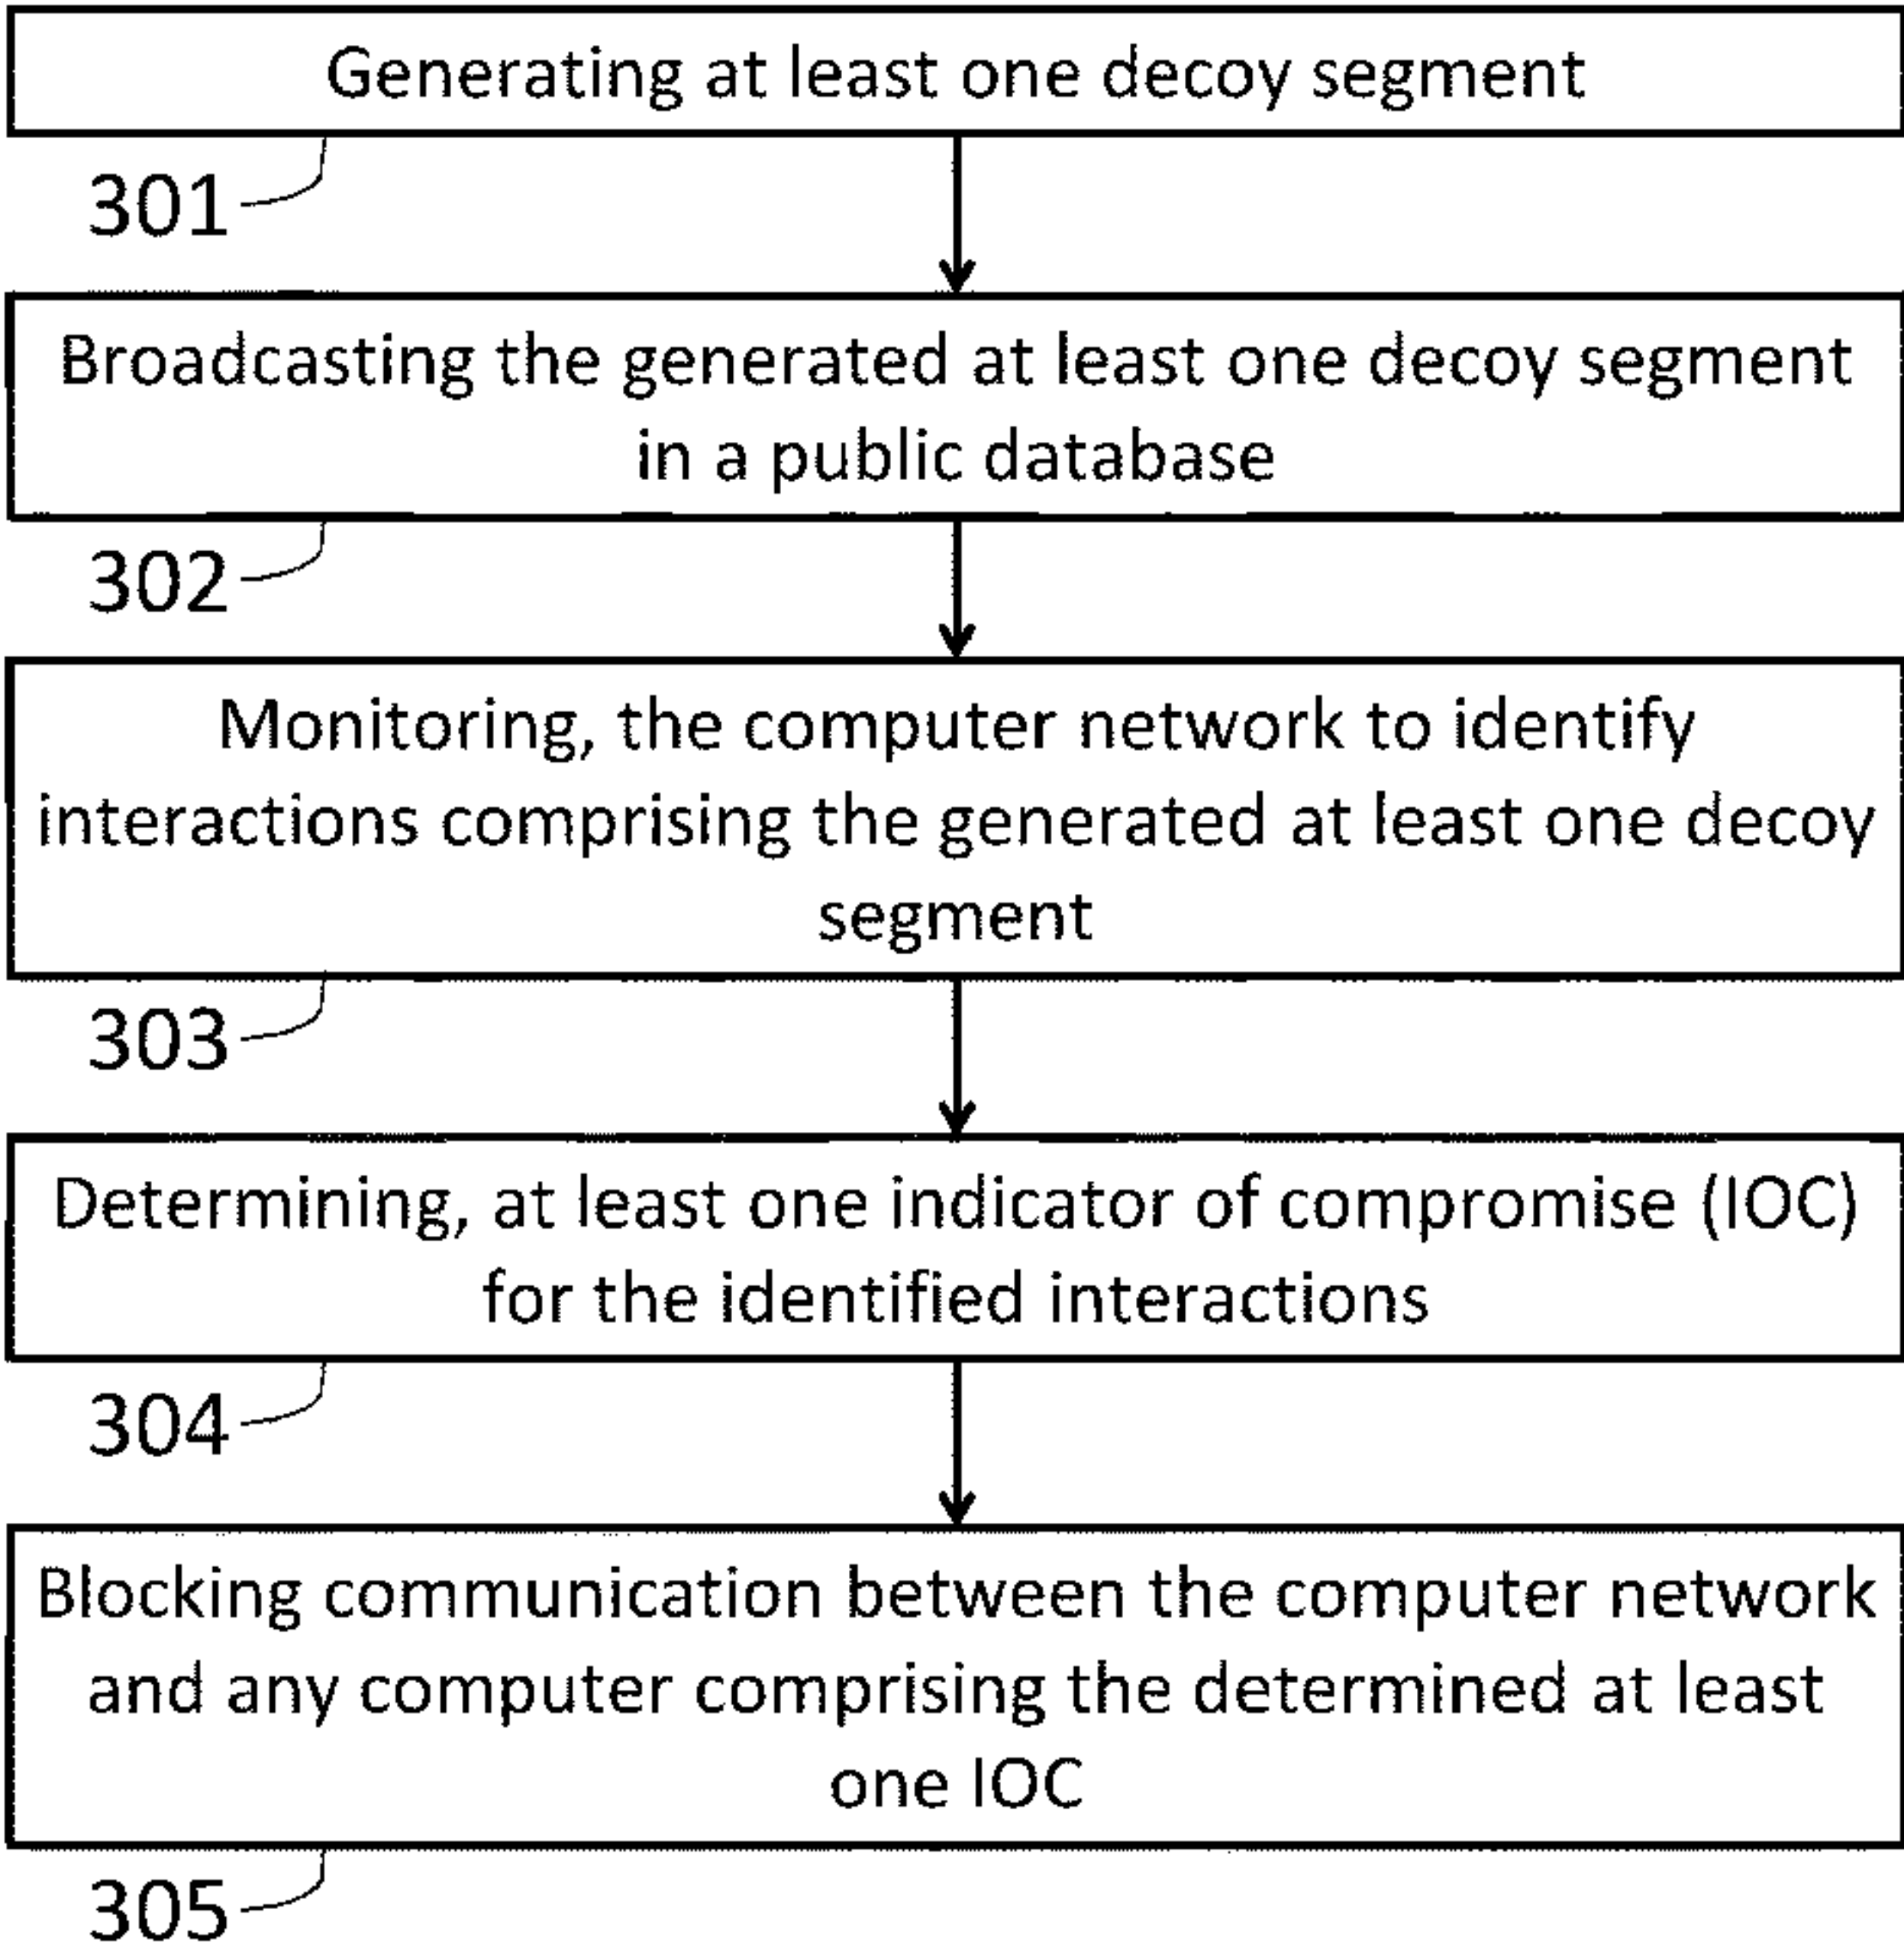 Generating at least one decoy segment
301
Broadcasting the generated at least one decoy segment
in a public database
302
Monitoring, the computer network to identify
interactions comprising the generated at least one decoy
segment
303
Determining, at least one indicator of compromise (IOC)
for the identified interactions
304
Blocking communication between the computer network
and any computer comprising the determined at least
one IOC
305